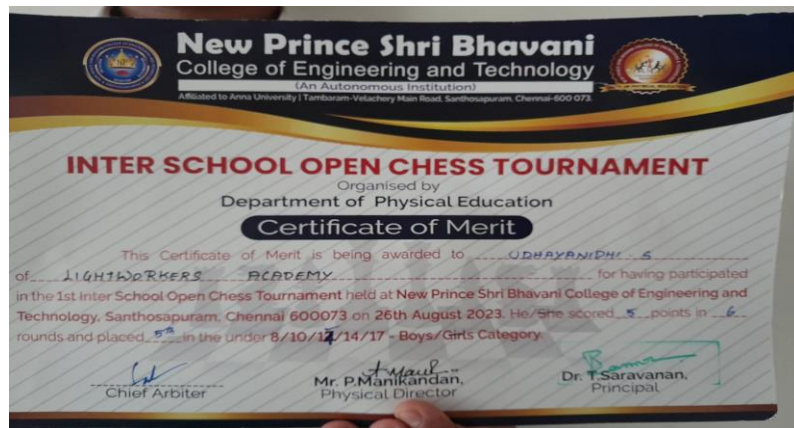 New Prince Shri Bhavani
College of Engineering and Technology
(An Autonomous Institution)
Affiliated to Anna University | Tambaram-Velachery Main Road, Santhosapuram, Chennai-600 073.
INTER SCHOOL OPEN CHESS TOURNAMENT
Organised by
Department of Physical Education
Certificate of Merit
This Certificate of Merit is being awarded to UDHAYANIDHI S
of LIGHTWORKERS ACADEMY for having participated
in the 1st Inter School Open Chess Tournament held at New Prince Shri Bhavani College of Engineering and
Technology, Santhosapuram, Chennai 600073 on 26th August 2023. He/She scored 5 points in 6
rounds and placed 5th in the under 8/10/12/14/17 - Boys/Girls Category.
Chief Arbiter
Mr. P.Manikandan,
Physical Director
Dr. T.Saravanan,
Principal